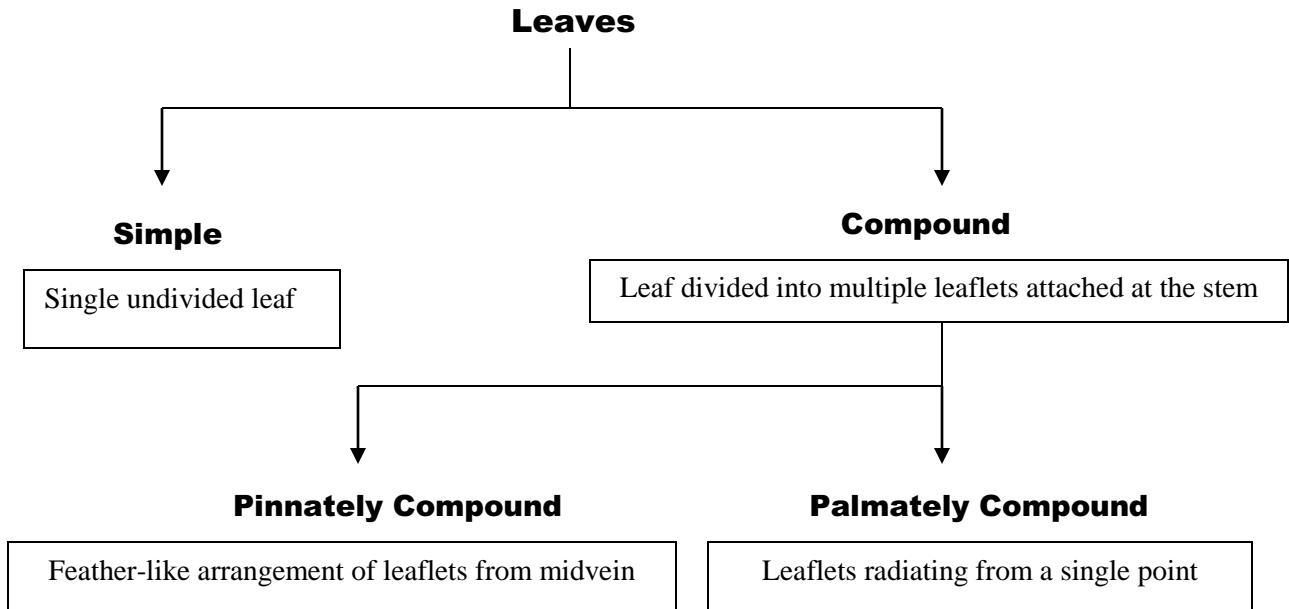 Leaves
Simple
Compound
Single undivided leaf
Leaf divided into multiple leaflets attached at the stem
Pinnately Compound
Palmately Compound
Feather-like arrangement of leaflets from midvein
Leaflets radiating from a single point